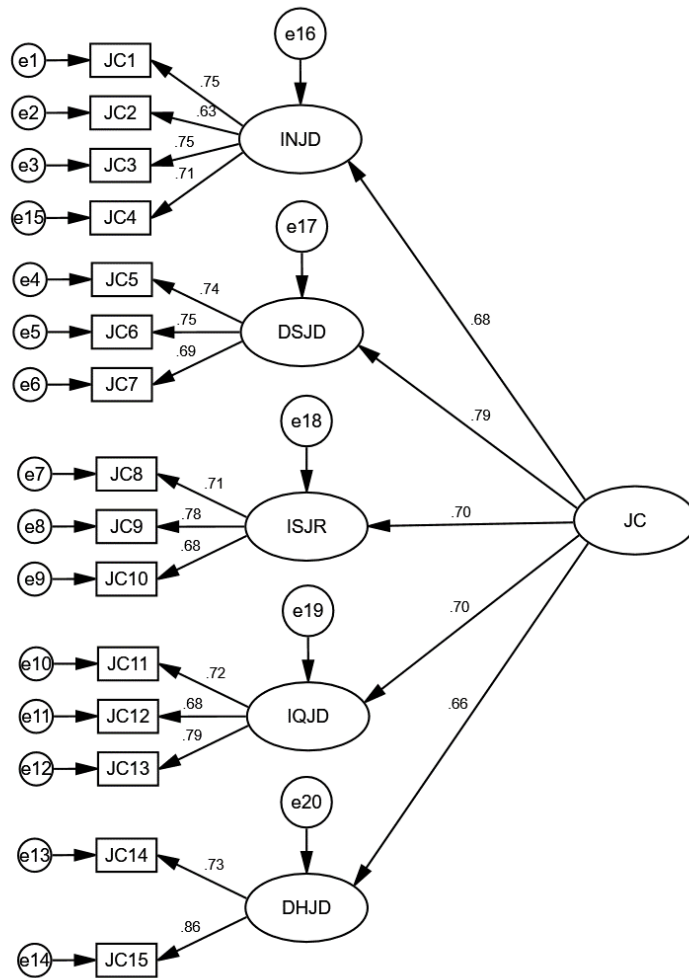 e16
e1 JC1
.75
e2 JC2 .63
INJD
e3 JC3 .75
.71
e15 JC4
e17
e4 JC5
.74
.68
e5 JC6 .75 DSJD
.69
e6 JC7
.79
e18
e7 JC8
.71
e8 JC9 .78 ISJR .70 JC
.68
e9 JC10
e19
.70
e10 JC11
.72
e11 JC12 .68 IQJD
.66
.79
e12 JC13
e20
e13 JC14
.73
DHJD
.86
e14 JC15